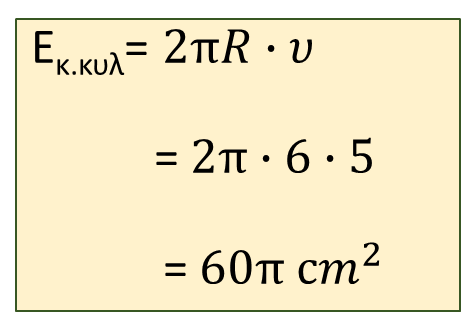 Εκ.κυλ= 2πR · υ
= 2π · 6 · 5
= 60π cm²